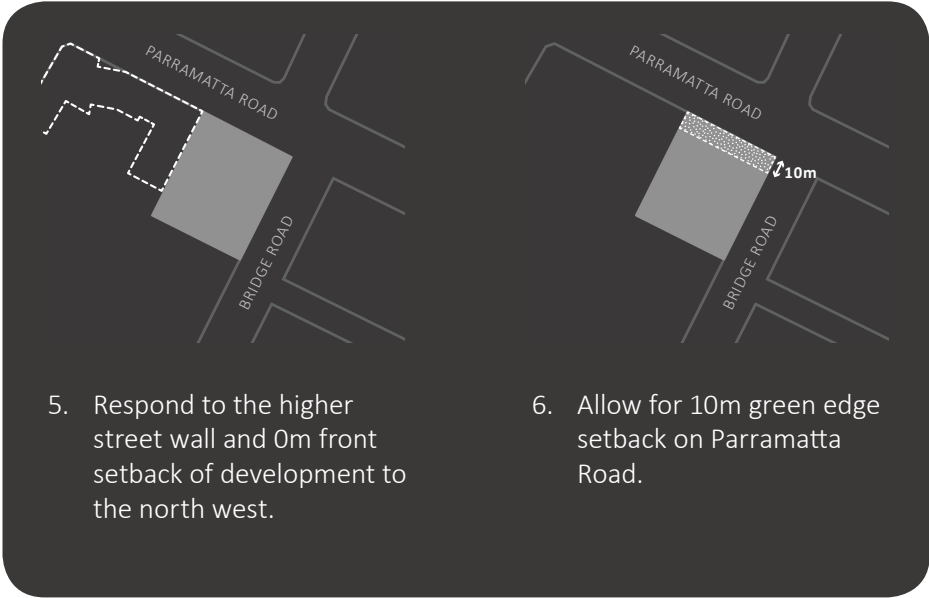 PARRAMATTA ROAD
BRIDGE ROAD
5. Respond to the higher
street wall and 0m front
setback of development to
the north west.
PARRAMATTA ROAD
10m
BRIDGE ROAD
6. Allow for 10m green edge
setback on Parramatta
Road.